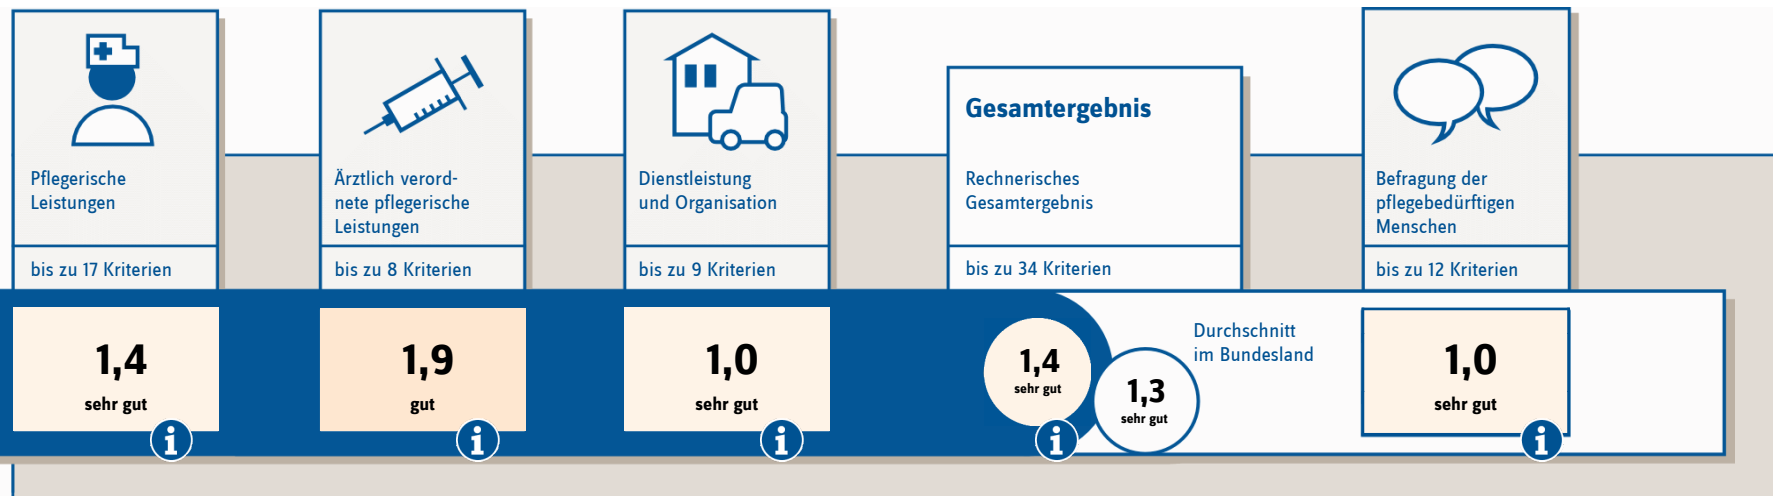 Pflegerische
Leistungen
bis zu 17 Kriterien
1,4
sehr gut
i
Ärztlich verord-
nete pflegerische
Leistungen
bis zu 8 Kriterien
1,9
gut
i
Dienstleistung
und Organisation
bis zu 9 Kriterien
1,0
sehr gut
i
Gesamtergebnis
Rechnerisches
Gesamtergebnis
bis zu 34 Kriterien
1,4
sehr gut
i
1,3
sehr gut
Durchschnitt
im Bundesland
Befragung der
pflegebedürftigen
Menschen
bis zu 12 Kriterien
1,0
sehr gut
i